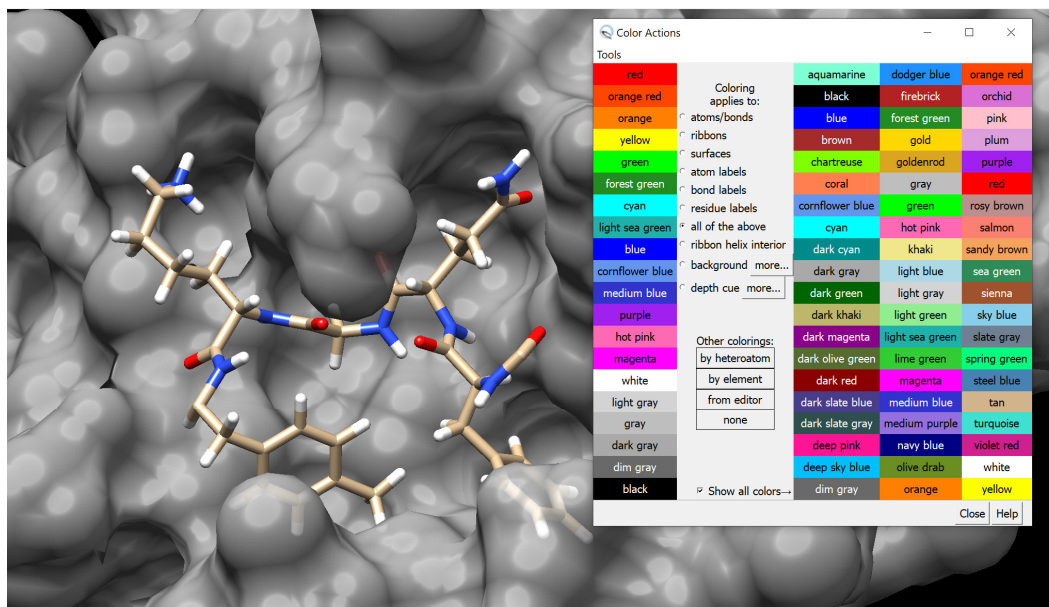 Color Actions
Tools
red
orange red
orange
yellow
green
forest green
cyan
light sea green
blue
cornflower blue
medium blue
purple
hot pink
magenta
white
light gray
gray
dark gray
dim gray
black
Coloring
applies to:
atoms/bonds
ribbons
surfaces
atom labels
bond labels
residue labels
all of the above
ribbon helix interior
background more...
depth cue more...
Other colorings:
by heteroatom
by element
from editor
none
Show all colors→
aquamarine
black
blue
brown
chartreuse
coral
cornflower blue
cyan
dark cyan
dark gray
dark green
dark khaki
dark magenta
dark olive green
dark red
dark slate blue
dark slate gray
deep pink
deep sky blue
dim gray
dodger blue
firebrick
forest green
gold
goldenrod
gray
green
hot pink
khaki
light blue
light gray
light green
light sea green
lime green
magenta
medium blue
medium purple
navy blue
olive drab
orange
orange red
orchid
pink
plum
purple
red
rosy brown
salmon
sandy brown
sea green
sienna
sky blue
slate gray
spring green
steel blue
tan
turquoise
violet red
white
yellow
Close Help